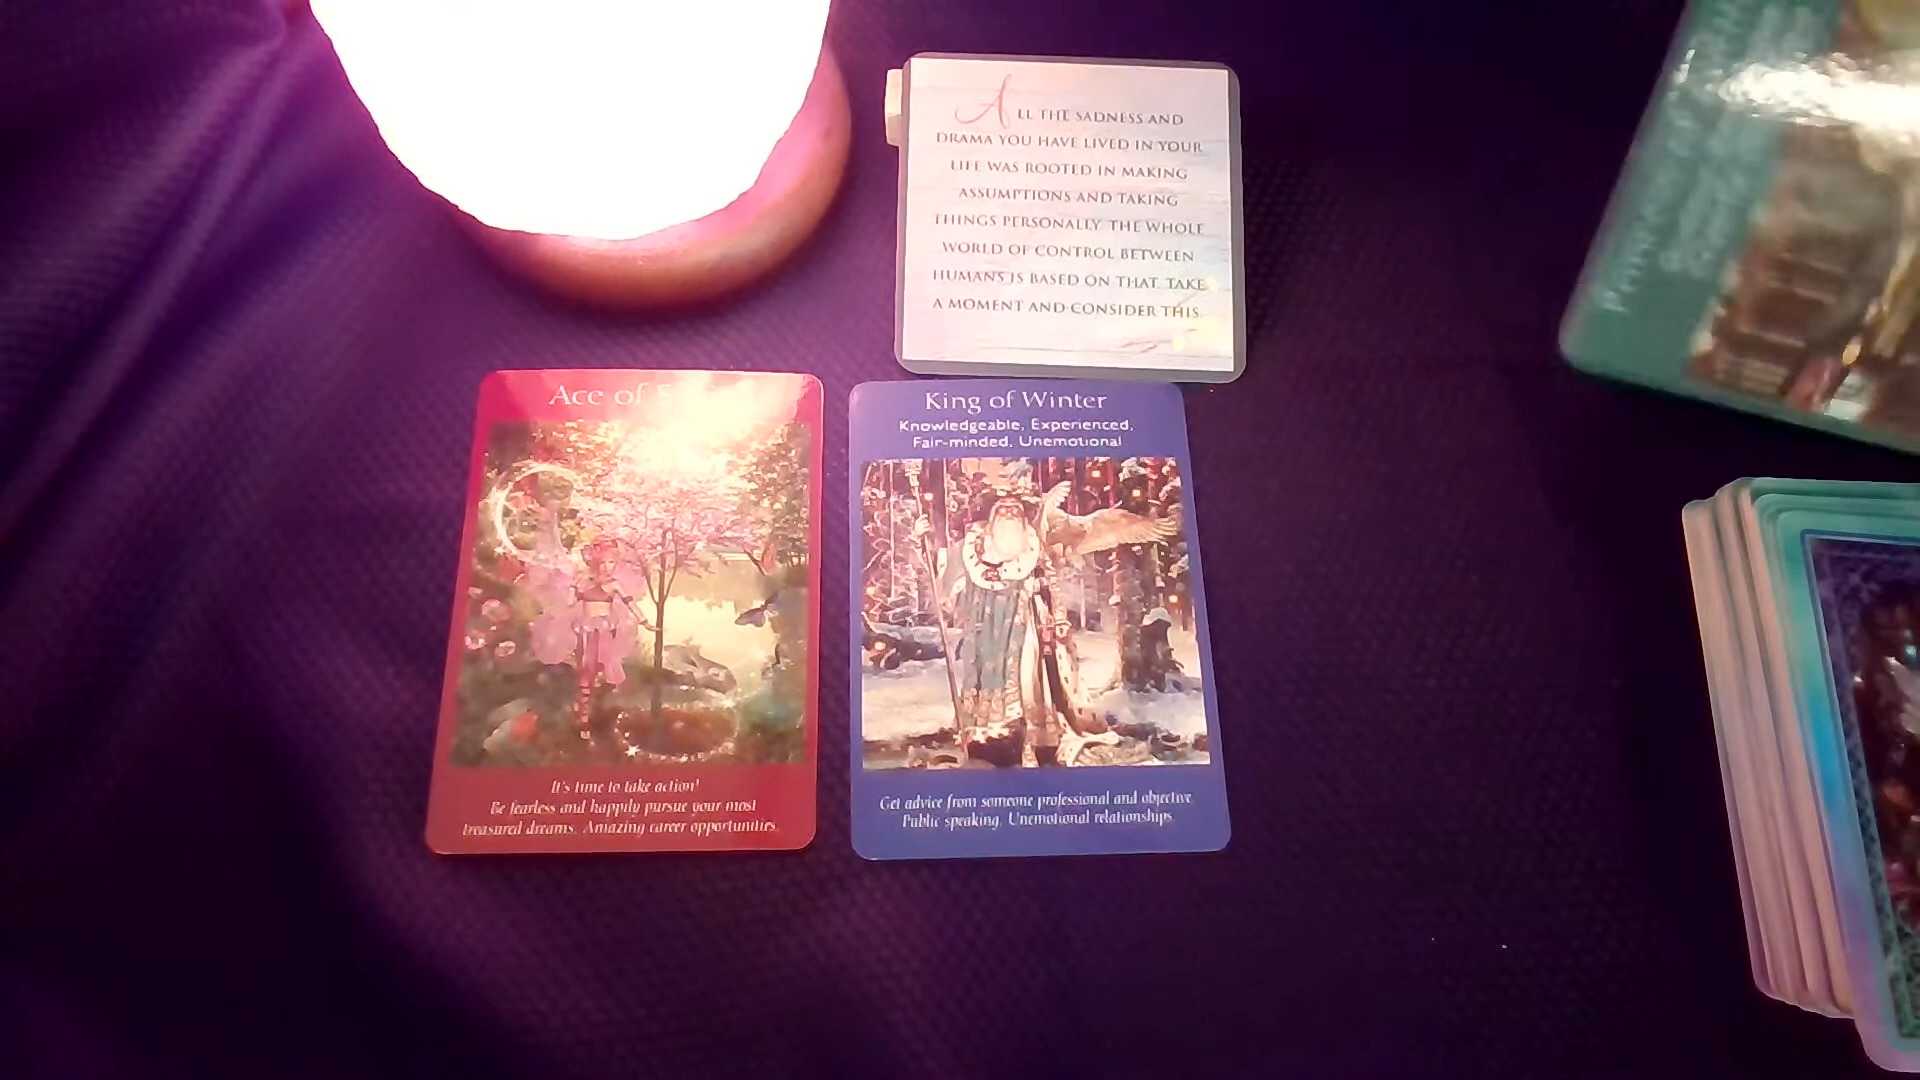 ALL THE SADNESS AND
DRAMA YOU HAVE LIVED IN YOUR
LIFE WAS ROOTED IN MAKING
ASSUMPTIONS AND TAKING
THINGS PERSONALLY. THE WHOLE
WORLD OF CONTROL BETWEEN
HUMANS IS BASED ON THAT. TAKE
A MOMENT AND CONSIDER THIS.
Ace of
It's time to take action!
Be fearless and happily pursue your most
treasured dreams. Amazing career opportunities.
King of Winter
Knowledgeable, Experienced,
Fair-minded, Unemotional
Get advice from someone professional and objective.
Public speaking. Unemotional relationships.